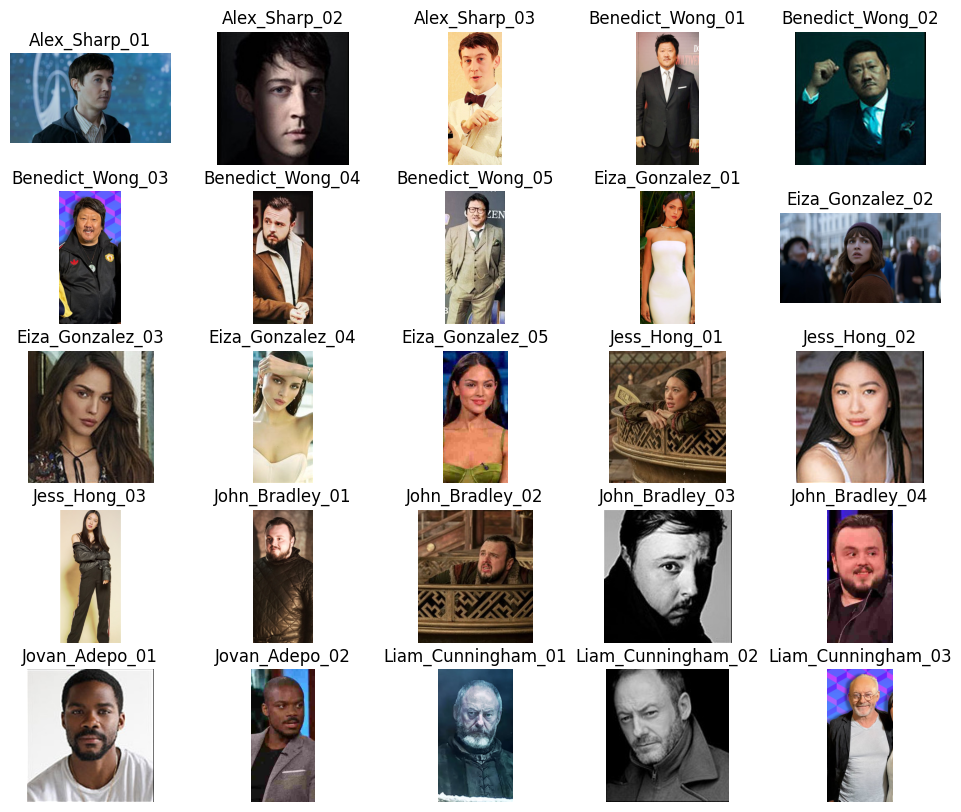 Alex_Sharp_01
Alex_Sharp_02
Alex_Sharp_03
Benedict_Wong_01
Benedict_Wong_02
Benedict_Wong_03
Benedict_Wong_04
Benedict_Wong_05
Eiza_Gonzalez_01
Eiza_Gonzalez_02
Eiza_Gonzalez_03
Eiza_Gonzalez_04
Eiza_Gonzalez_05
Jess_Hong_01
Jess_Hong_02
Jess_Hong_03
John_Bradley_01
John_Bradley_02
John_Bradley_03
John_Bradley_04
Jovan_Adepo_01
Jovan_Adepo_02
Liam_Cunningham_01
Liam_Cunningham_02
Liam_Cunningham_03